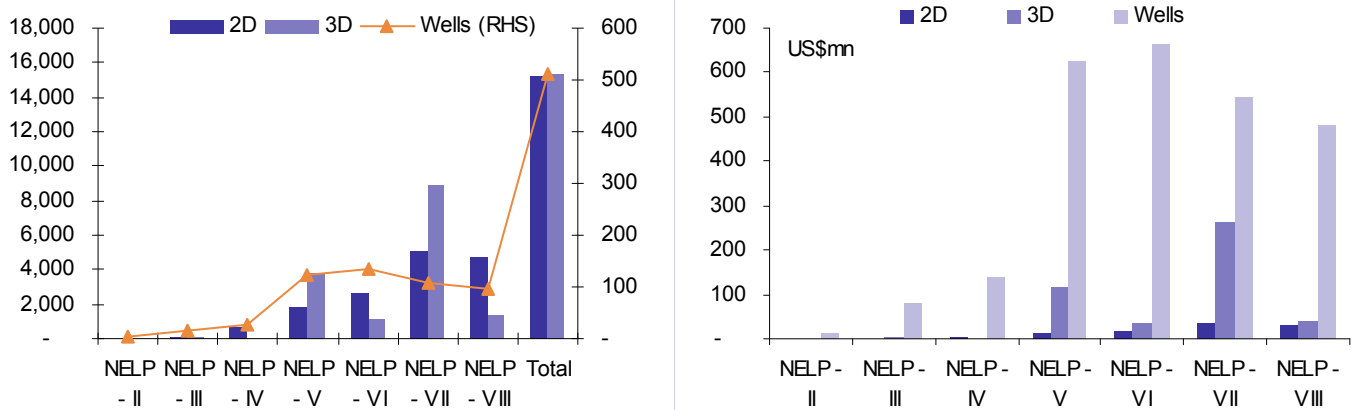 2D 3D Wells (RHS)
18,000
16,000
14,000
12,000
10,000
8,000
6,000
4,000
2,000
-
600
500
400
300
200
100
-
NELP - II
NELP - III
NELP - IV
NELP - V
NELP - VI
NELP - VII
NELP - VIII
Total
2D 3D Wells
US$mn
700
600
500
400
300
200
100
-
NELP - II
NELP - III
NELP - IV
NELP - V
NELP - VI
NELP - VII
NELP - VIII